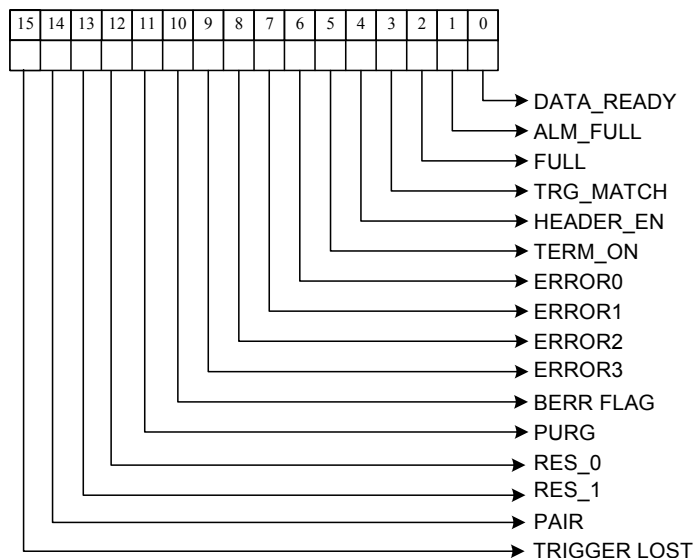 15 14 13 12 11 10 9 8 7 6 5 4 3 2 1 0
DATA_READY
ALM_FULL
FULL
TRG_MATCH
HEADER_EN
TERM_ON
ERROR0
ERROR1
ERROR2
ERROR3
BERR FLAG
PURG
RES_0
RES_1
PAIR
TRIGGER LOST